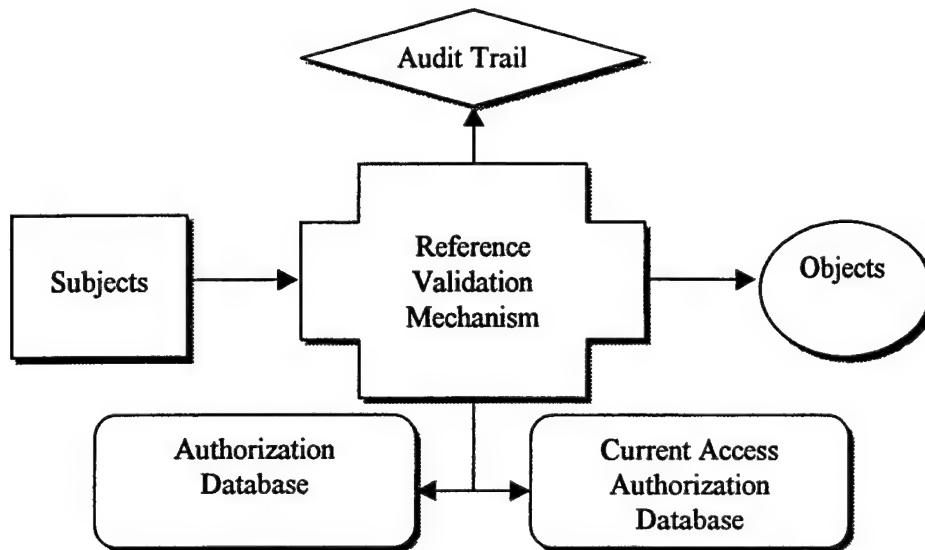 Audit Trail
Subjects
Reference
Validation
Mechanism
Objects
Authorization
Database
Current Access
Authorization
Database